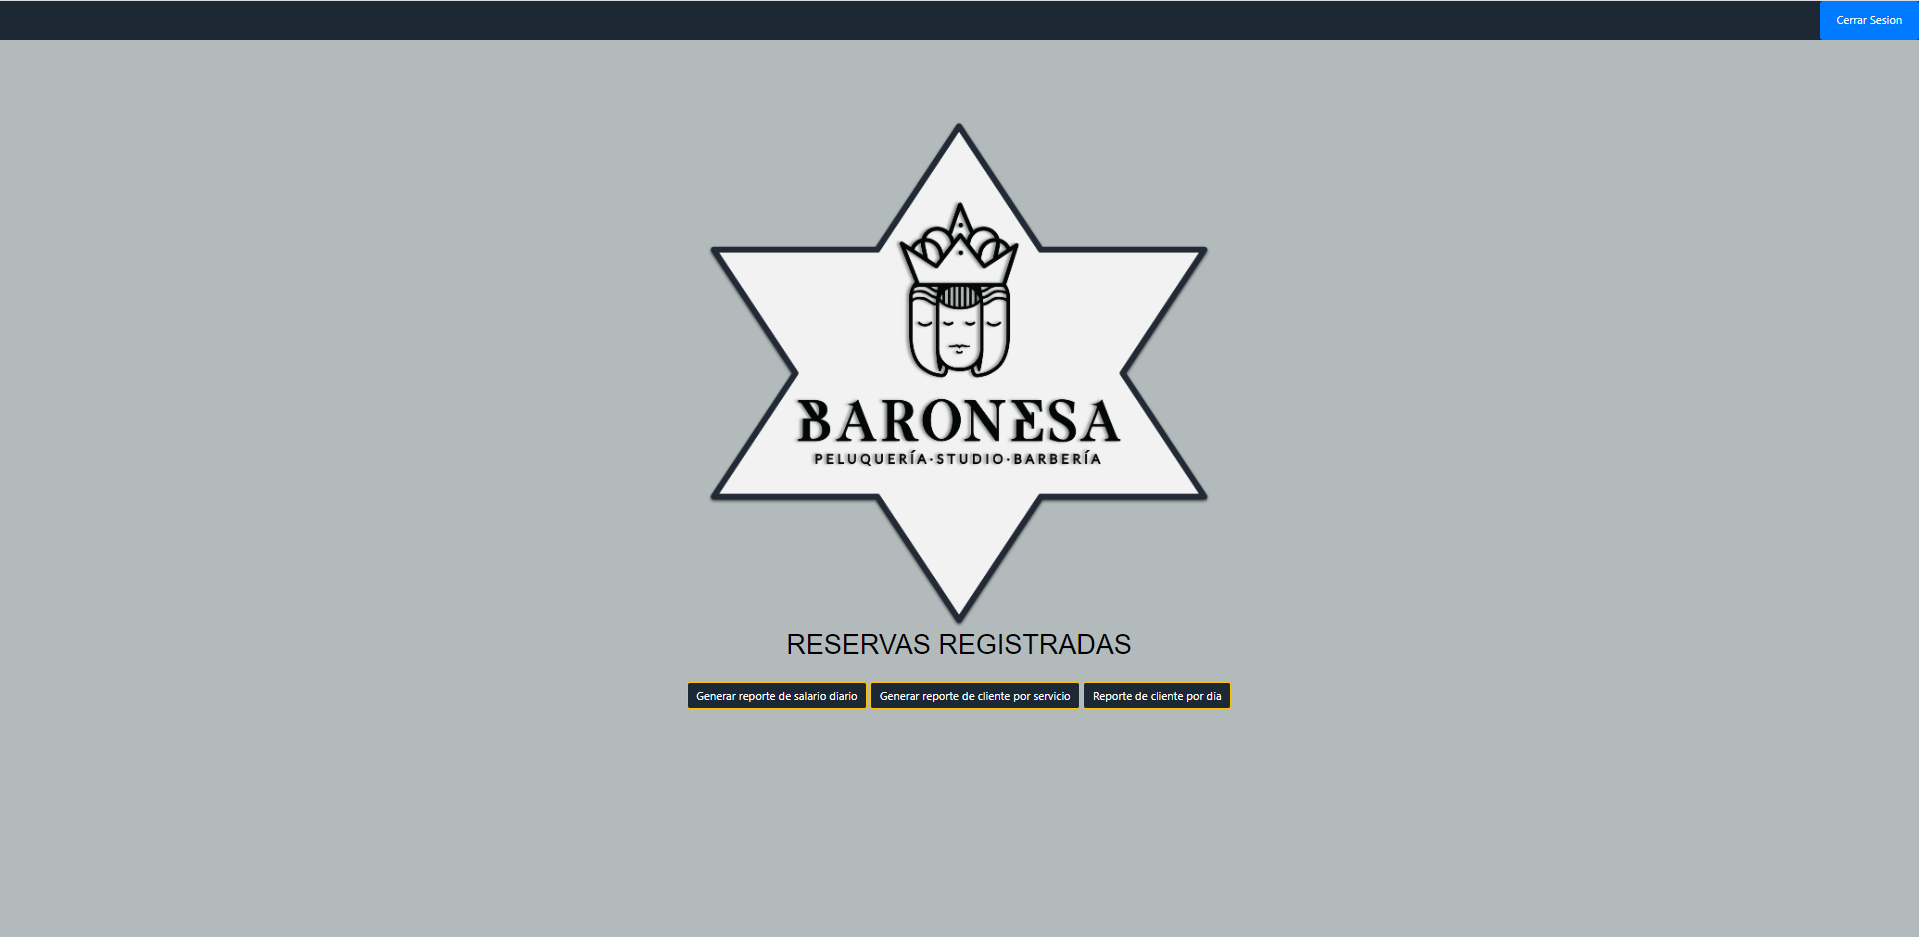 Cerrar Sesion
BARONESA
PELUQUERÍA·STUDIO·BARBERÍA
RESERVAS REGISTRADAS
Generar reporte de salario diario Generar reporte de cliente por servicio Reporte de cliente por dia